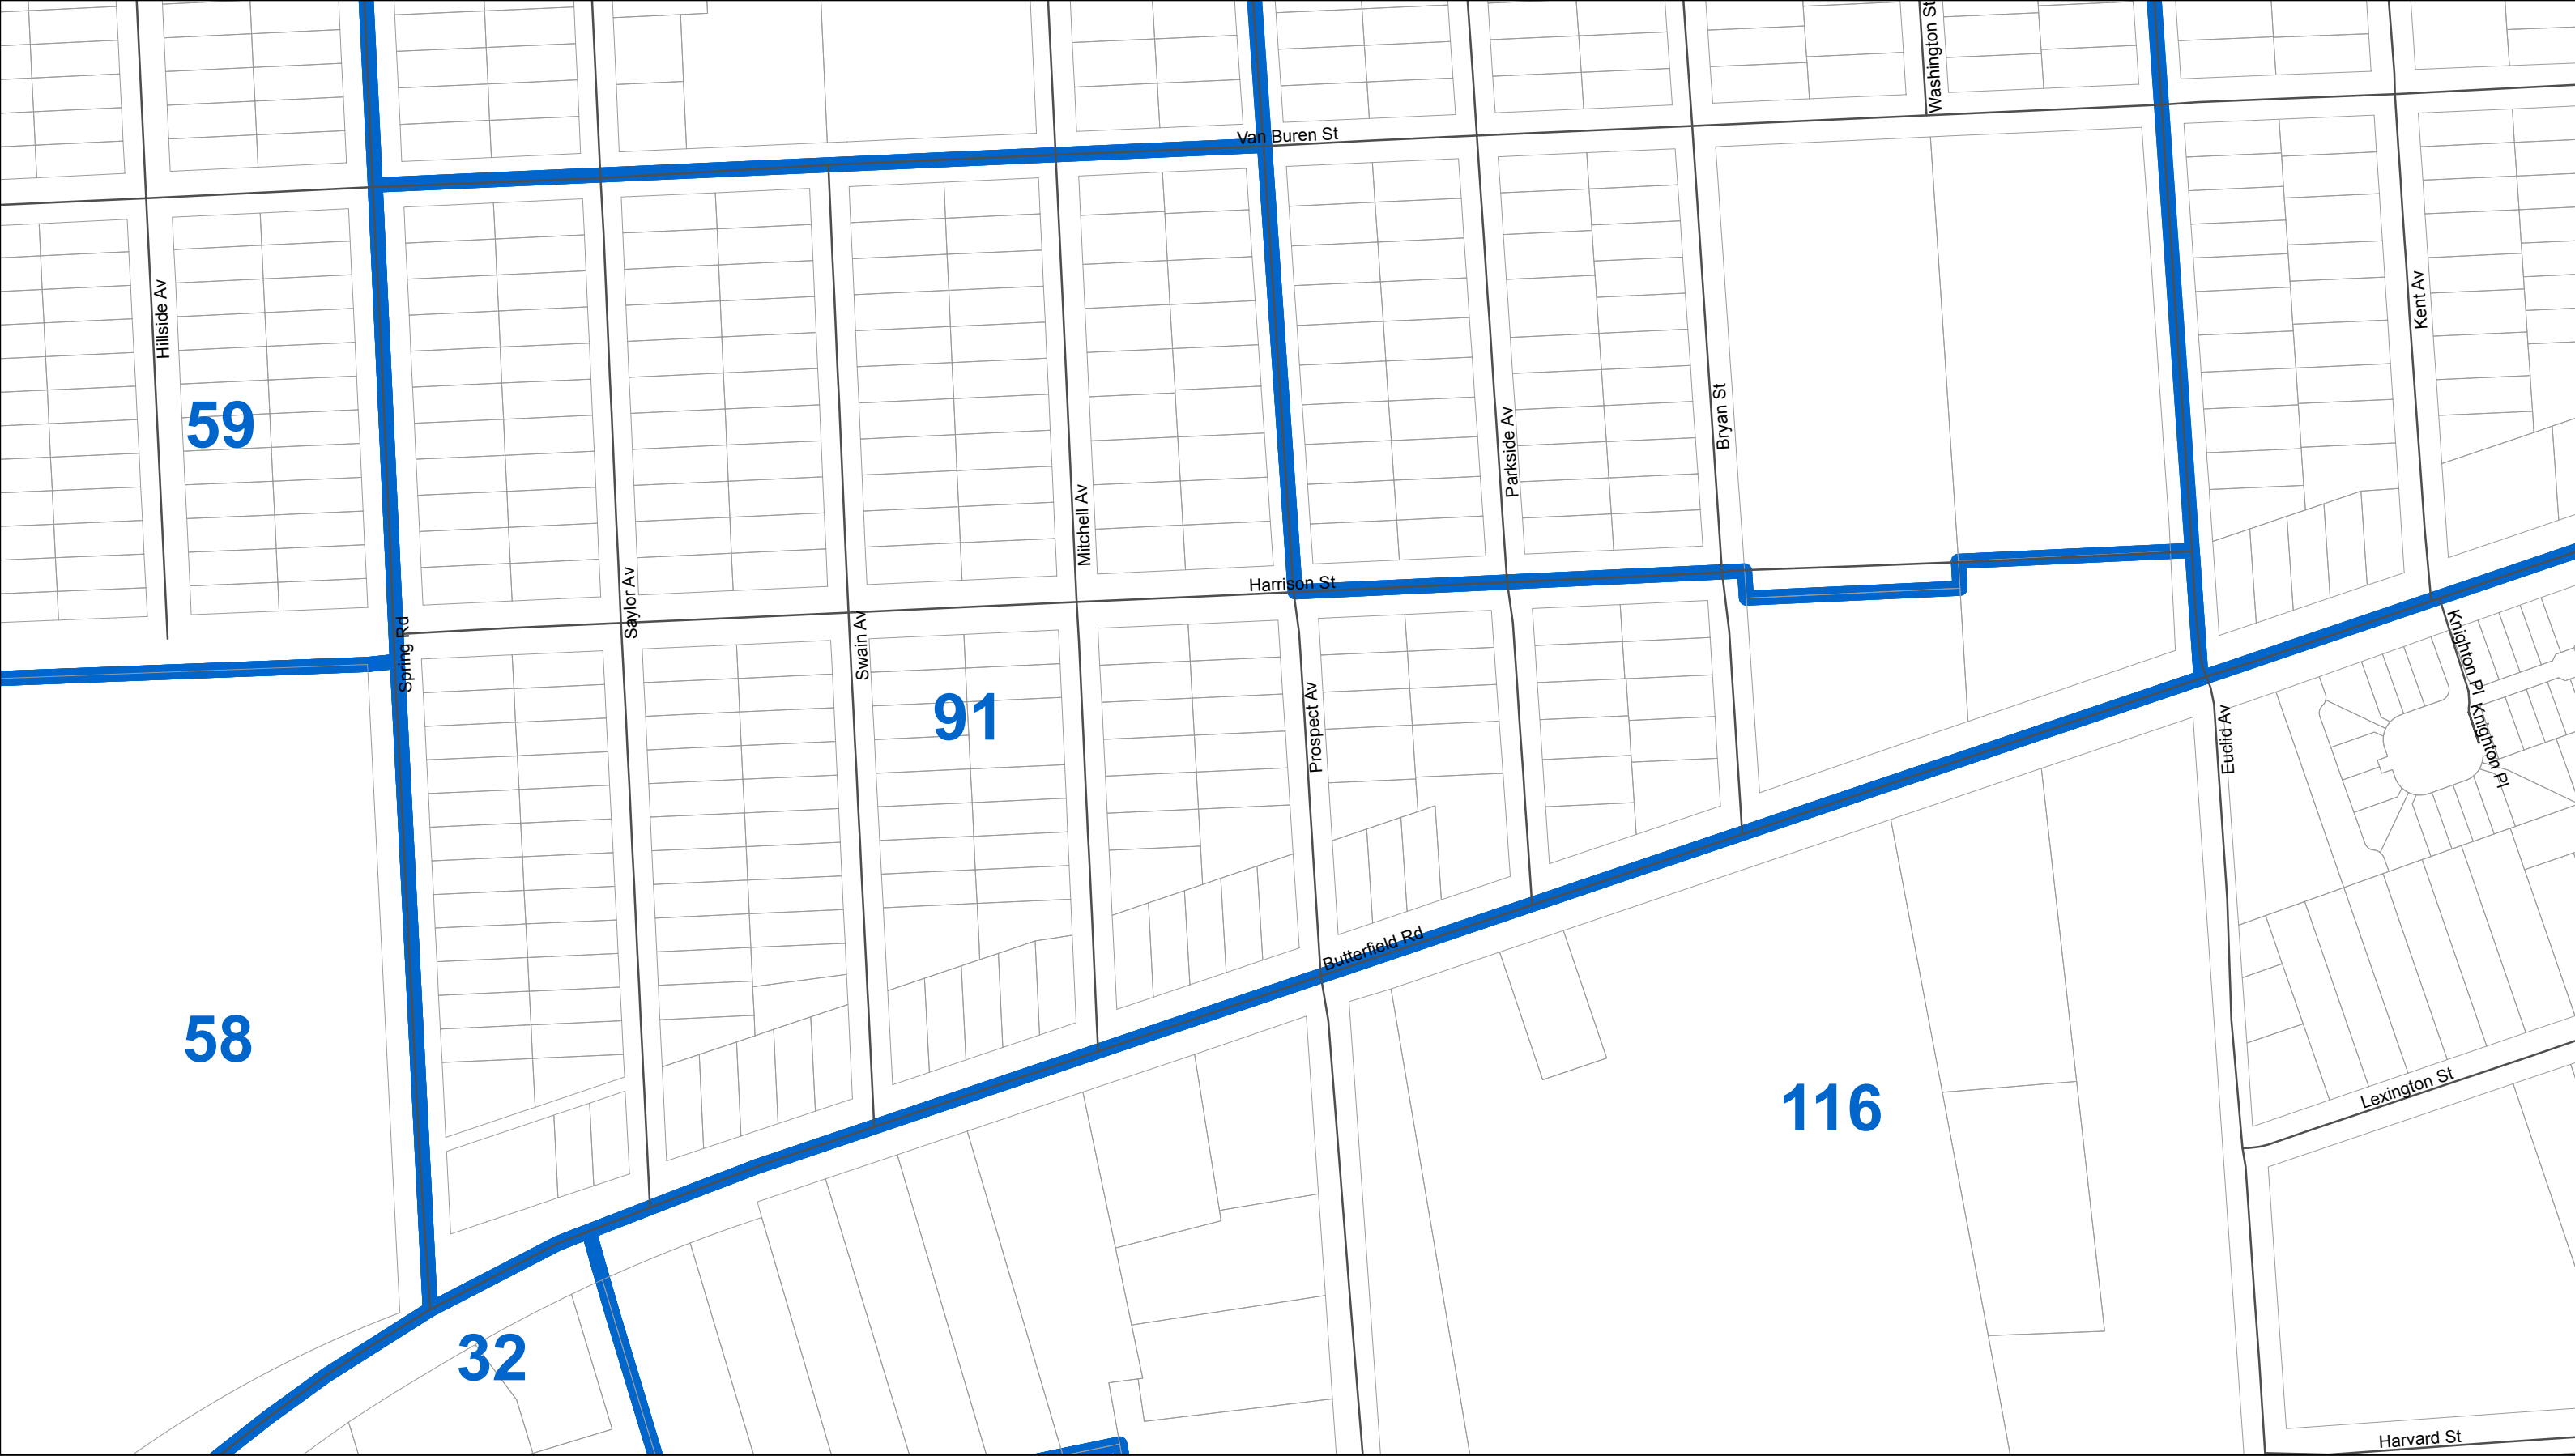 Washington St
Van Buren St
Hillside Av
Kent Av
59
Bryan St
Parkside Av
Mitchell Av
Harrison St
Saylor Av
Swain Av
Spring Rd
Knighton Pl
91
Prospect Av
Euclid Av
Knighton Pl
Butterfield Rd
58
116
Lexington St
32
Harvard St